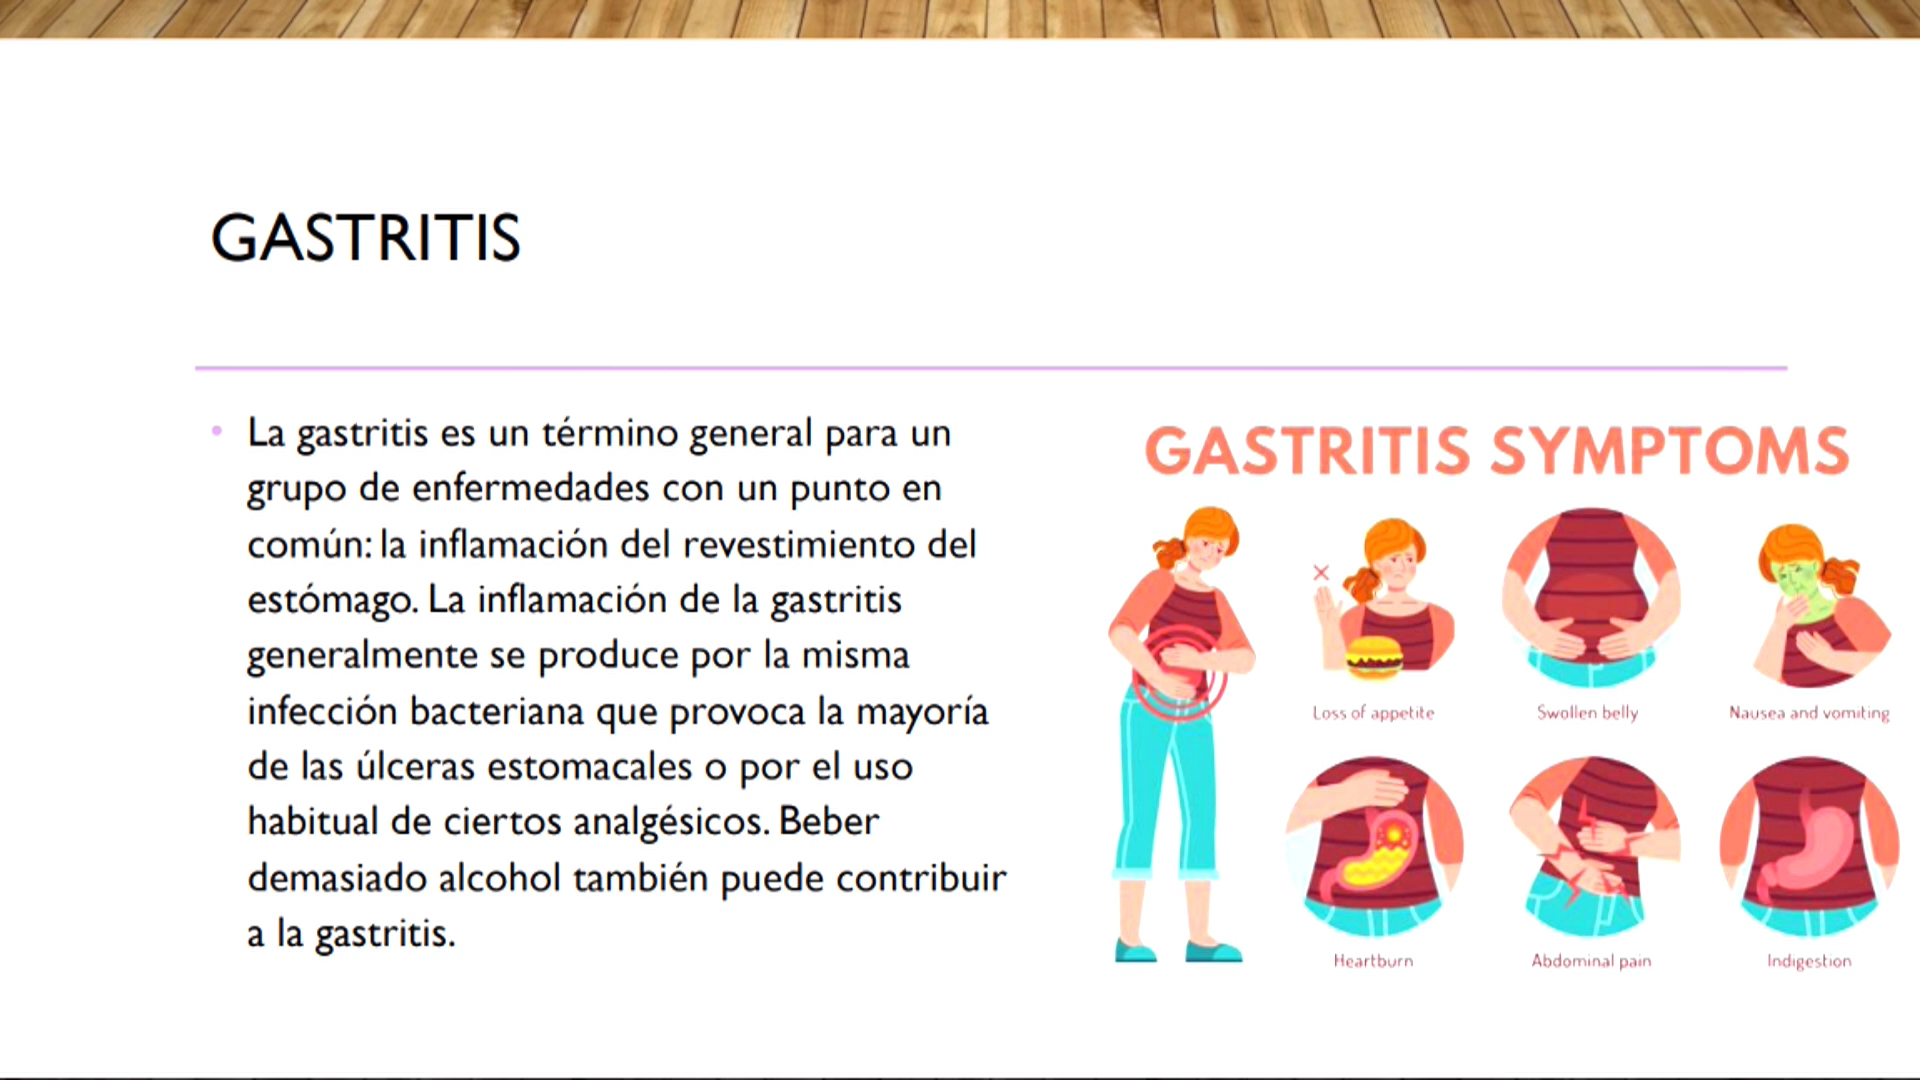 GASTRITIS
La gastritis es un término general para un
grupo de enfermedades con un punto en
común: la inflamación del revestimiento del
estómago. La inflamación de la gastritis
generalmente se produce por la misma
infección bacteriana que provoca la mayoría
de las úlceras estomacales o por el uso
habitual de ciertos analgésicos. Beber
demasiado alcohol también puede contribuir
a la gastritis.
GASTRITIS SYMPTOMS
Loss of appetite
Swollen belly
Nausea and vomiting
Heartburn
Abdominal pain
Indigestion